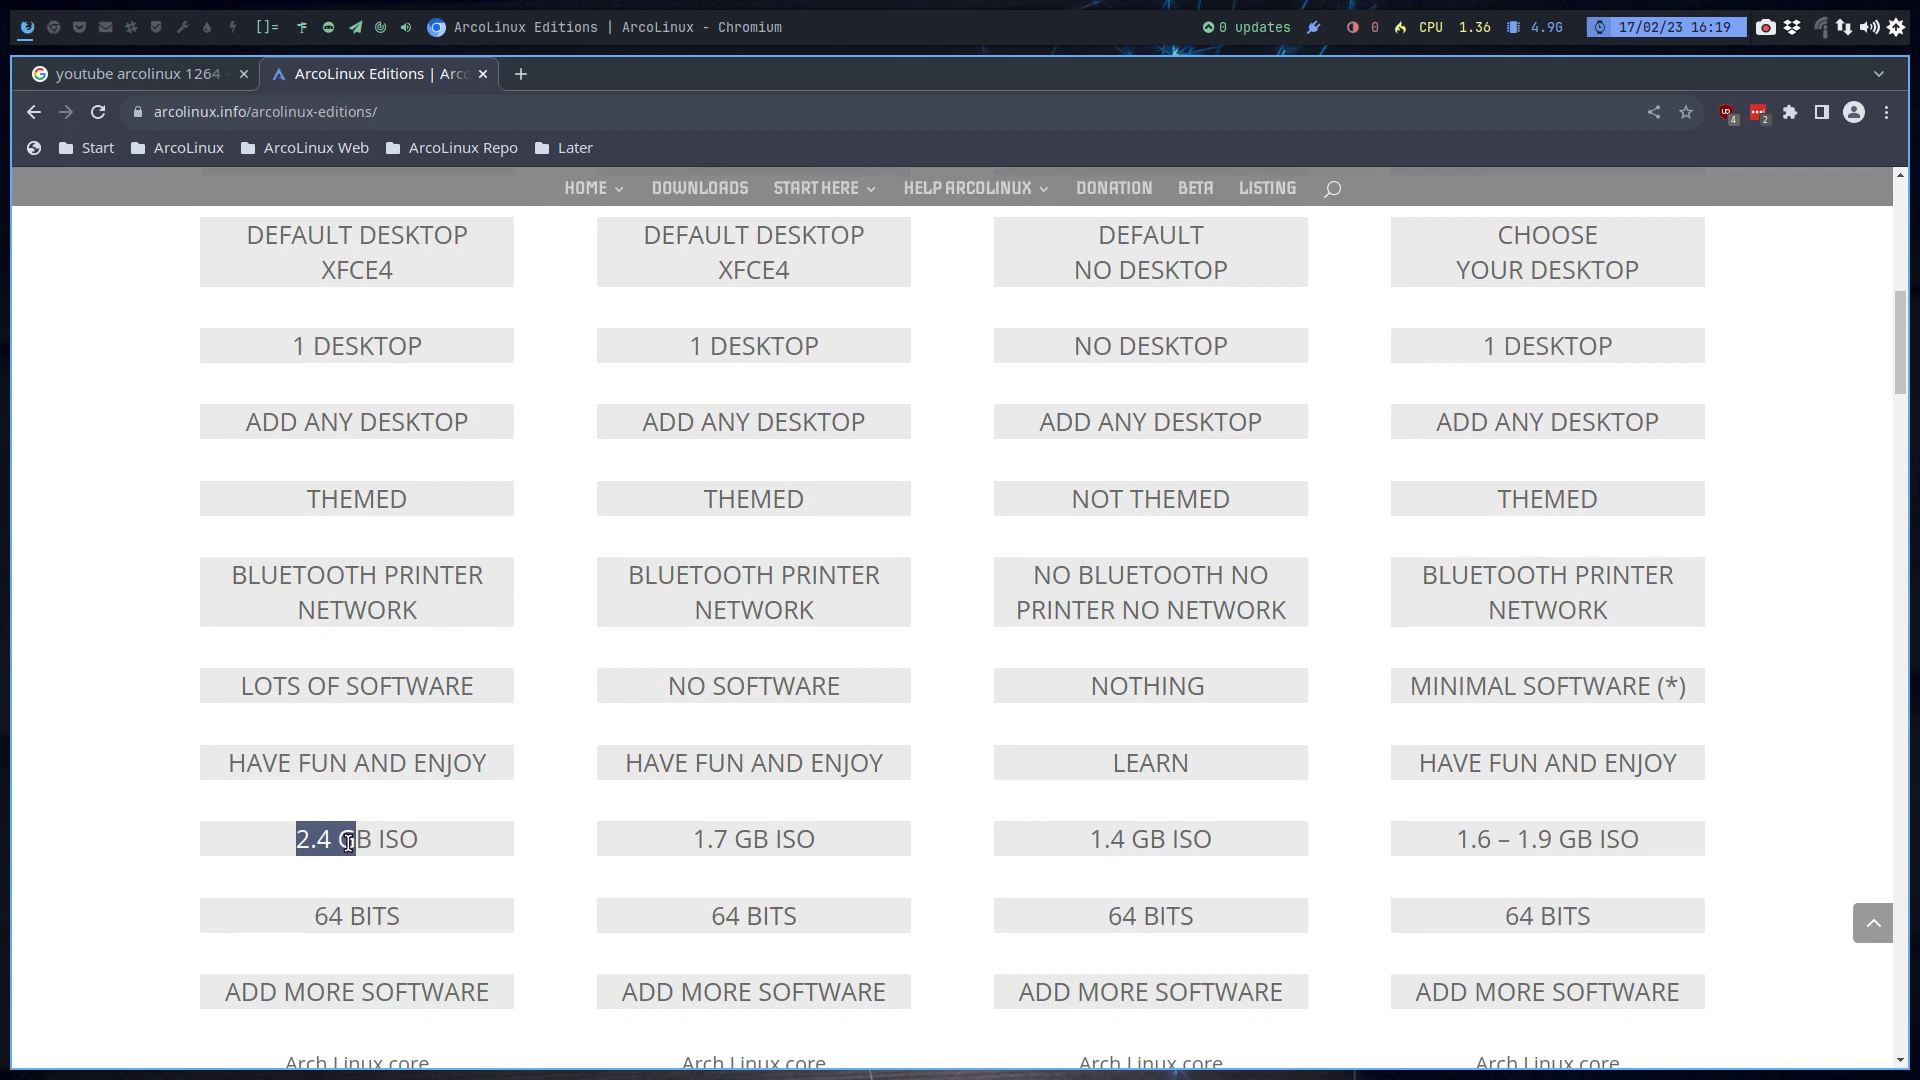 []=
ArcoLinux Editions | ArcoLinux - Chromium
0 updates
0
CPU 1.36
4.9G
17/02/23 16:19
youtube arcolinux 1264
ArcoLinux Editions | Arc
arcolinux.info/arcolinux-editions/
4
2
Start
ArcoLinux
ArcoLinux Web
ArcoLinux Repo
Later
HOME
DOWNLOADS
START HERE
HELP ARCOLINUX
DONATION
BETA
LISTING
DEFAULT DESKTOP
XFCE4
DEFAULT DESKTOP
XFCE4
DEFAULT
NO DESKTOP
CHOOSE
YOUR DESKTOP
1 DESKTOP
1 DESKTOP
NO DESKTOP
1 DESKTOP
ADD ANY DESKTOP
ADD ANY DESKTOP
ADD ANY DESKTOP
ADD ANY DESKTOP
THEMED
THEMED
NOT THEMED
THEMED
BLUETOOTH PRINTER
NETWORK
BLUETOOTH PRINTER
NETWORK
NO BLUETOOTH NO
PRINTER NO NETWORK
BLUETOOTH PRINTER
NETWORK
LOTS OF SOFTWARE
NO SOFTWARE
NOTHING
MINIMAL SOFTWARE (*)
HAVE FUN AND ENJOY
HAVE FUN AND ENJOY
LEARN
HAVE FUN AND ENJOY
2.4 GB ISO
1.7 GB ISO
1.4 GB ISO
1.6 – 1.9 GB ISO
64 BITS
64 BITS
64 BITS
64 BITS
ADD MORE SOFTWARE
ADD MORE SOFTWARE
ADD MORE SOFTWARE
ADD MORE SOFTWARE
Arch Linux core
Arch Linux core
Arch Linux core
Arch Linux core